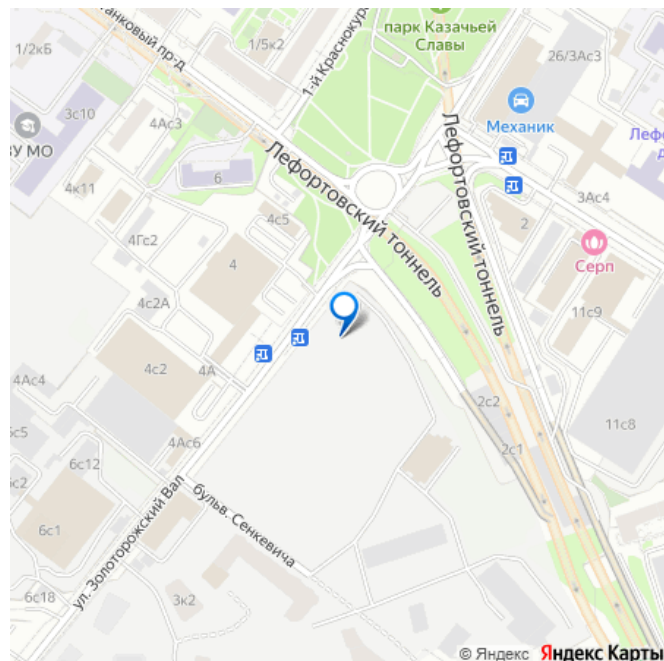 парк Казачьей
Славы
Танковый пр-д
1/2кБ
1/5к2
1-й Краснокур
26/3Ас3
Механик
3с10
ВУ МО
4Ас3
6
4к11
Лефортовский тоннель
Лефортовский тоннель
Лефо
д
3Ас4
2
Серп
4Гс2
4с5
4
4с2А
11с9
4с2
4А
4Ас4
2с2
11с8
4Ас6
2с1
6с5
6с12
6с2
6с1
ул. Золоторожский Вал
бульв. Сенкевича
6с18
3к2
© Яндекс Яндекс Карты